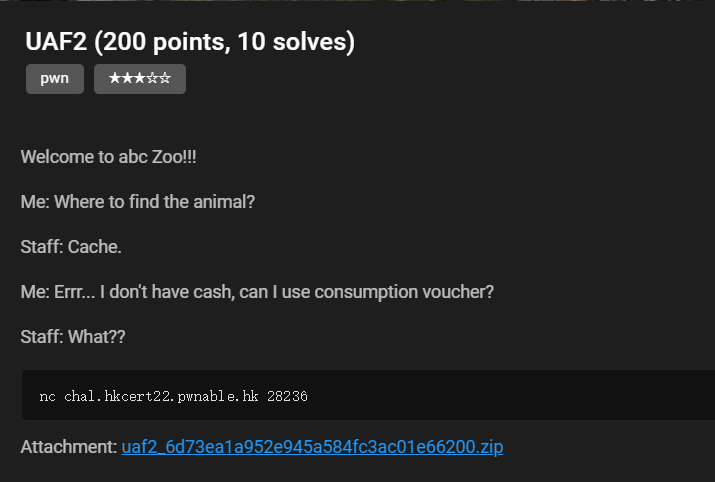 UAF2 (200 points, 10 solves)
pwn ★★★☆☆
Welcome to abc Zoo!!!
Me: Where to find the animal?
Staff: Cache.
Me: Errr... I don't have cash, can I use consumption voucher?
Staff: What??
nc chal.hkcert22.pwnable.hk 28236
Attachment: uaf2_6d73ea1a952e945a584fc3ac01e66200.zip